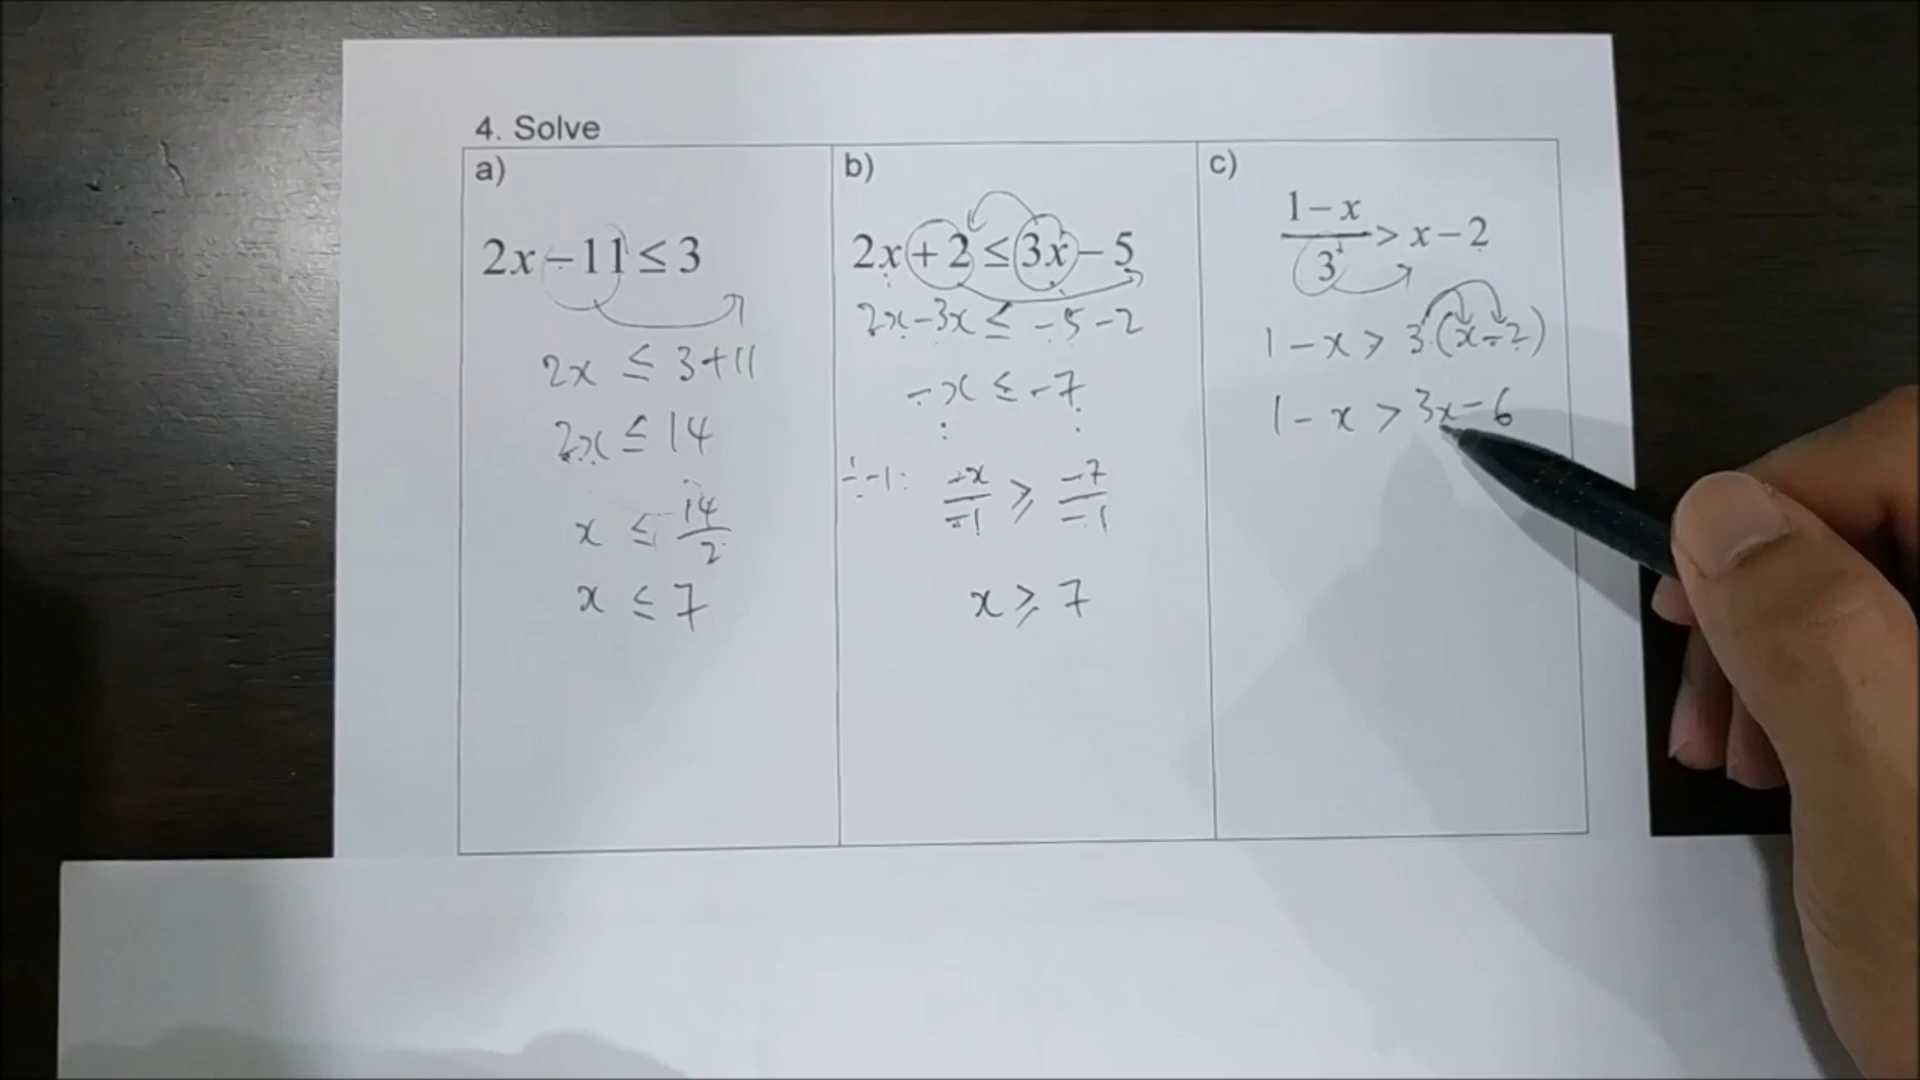 4. Solve
a)
2x − 11 ≤ 3
2x ≤ 3+11
2x ≤ 14
x ≤ 14/2
x ≤ 7
b)
2x + 2 ≤ 3x − 5
2x−3x ≤ −5−2
−x ≤ −7
÷ −1: −x/−1 ≥ −7/−1
x ≥ 7
c)
(1−x)/3 > x − 2
1−x > 3(x−2)
1−x > 3x−6